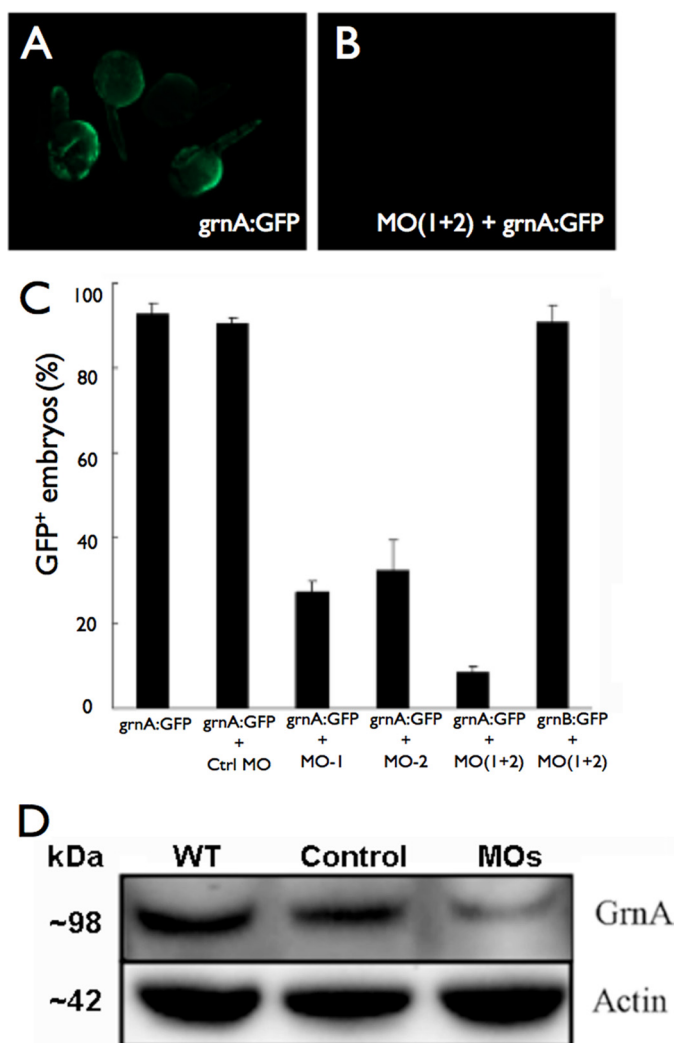 A
B
grnA:GFP
MO(1+2) + grnA:GFP
C
GFP+ embryos (%)
100
80
60
40
20
0
grnA:GFP
grnA:GFP
+
Ctrl MO
grnA:GFP
+
MO-1
grnA:GFP
+
MO-2
grnA:GFP
+
MO(1+2)
grnB:GFP
+
MO(1+2)
D
kDa WT Control MOs
~98 GrnA
~42 Actin